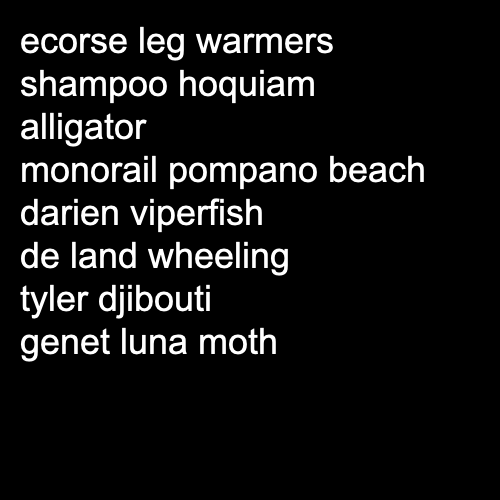 ecorse leg warmers
shampoo hoquiam
alligator
monorail pompano beach
darien viperfish
de land wheeling
tyler djibouti
genet luna moth